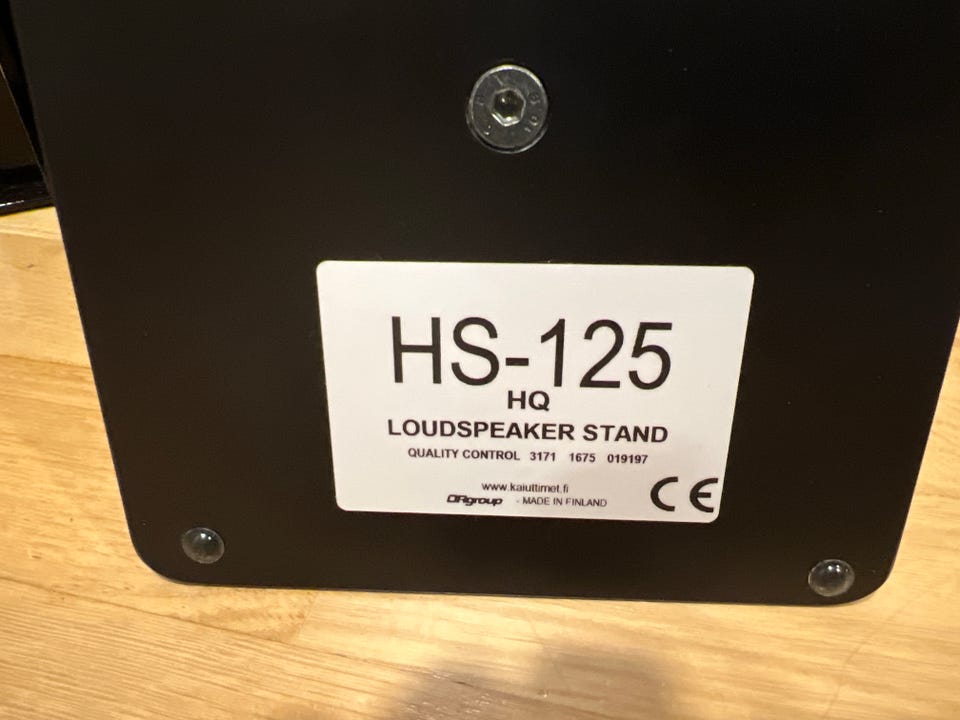 HS-125
HQ
LOUDSPEAKER STAND
QUALITY CONTROL 3171 1675 019197
www.kaiuttimet.fi
DRgroup - MADE IN FINLAND
CE